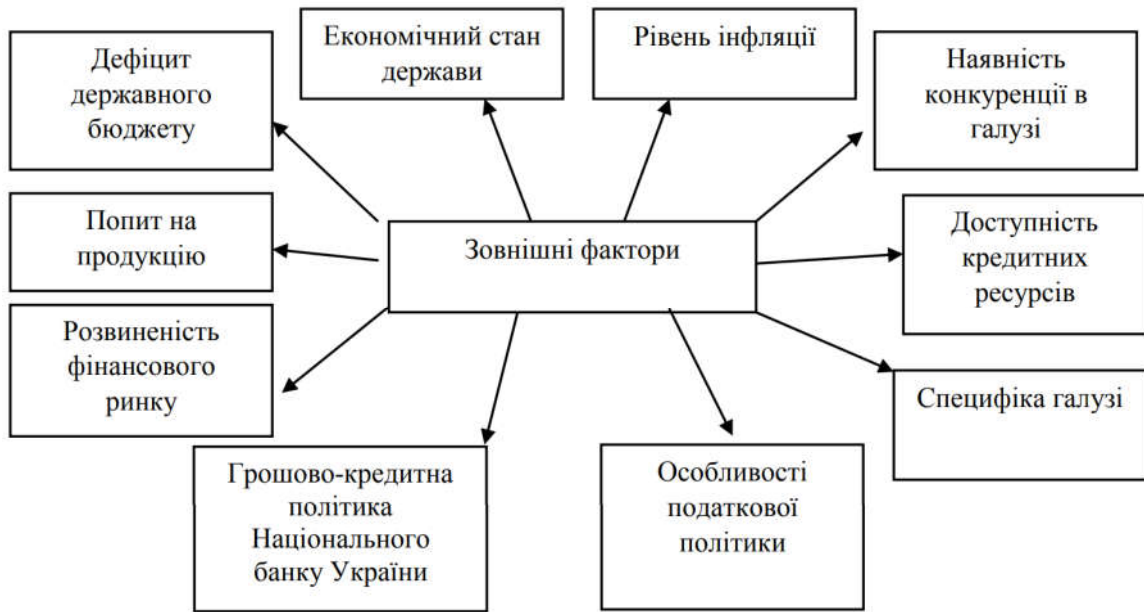 Дефіцит
державного
бюджету
Економічний стан
держави
Рівень інфляції
Наявність
конкуренції в
галузі
Попит на
продукцію
Зовнішні фактори
Доступність
кредитних
ресурсів
Розвиненість
фінансового
ринку
Специфіка галузі
Грошово-кредитна
політика
Національного
банку України
Особливості
податкової
політики